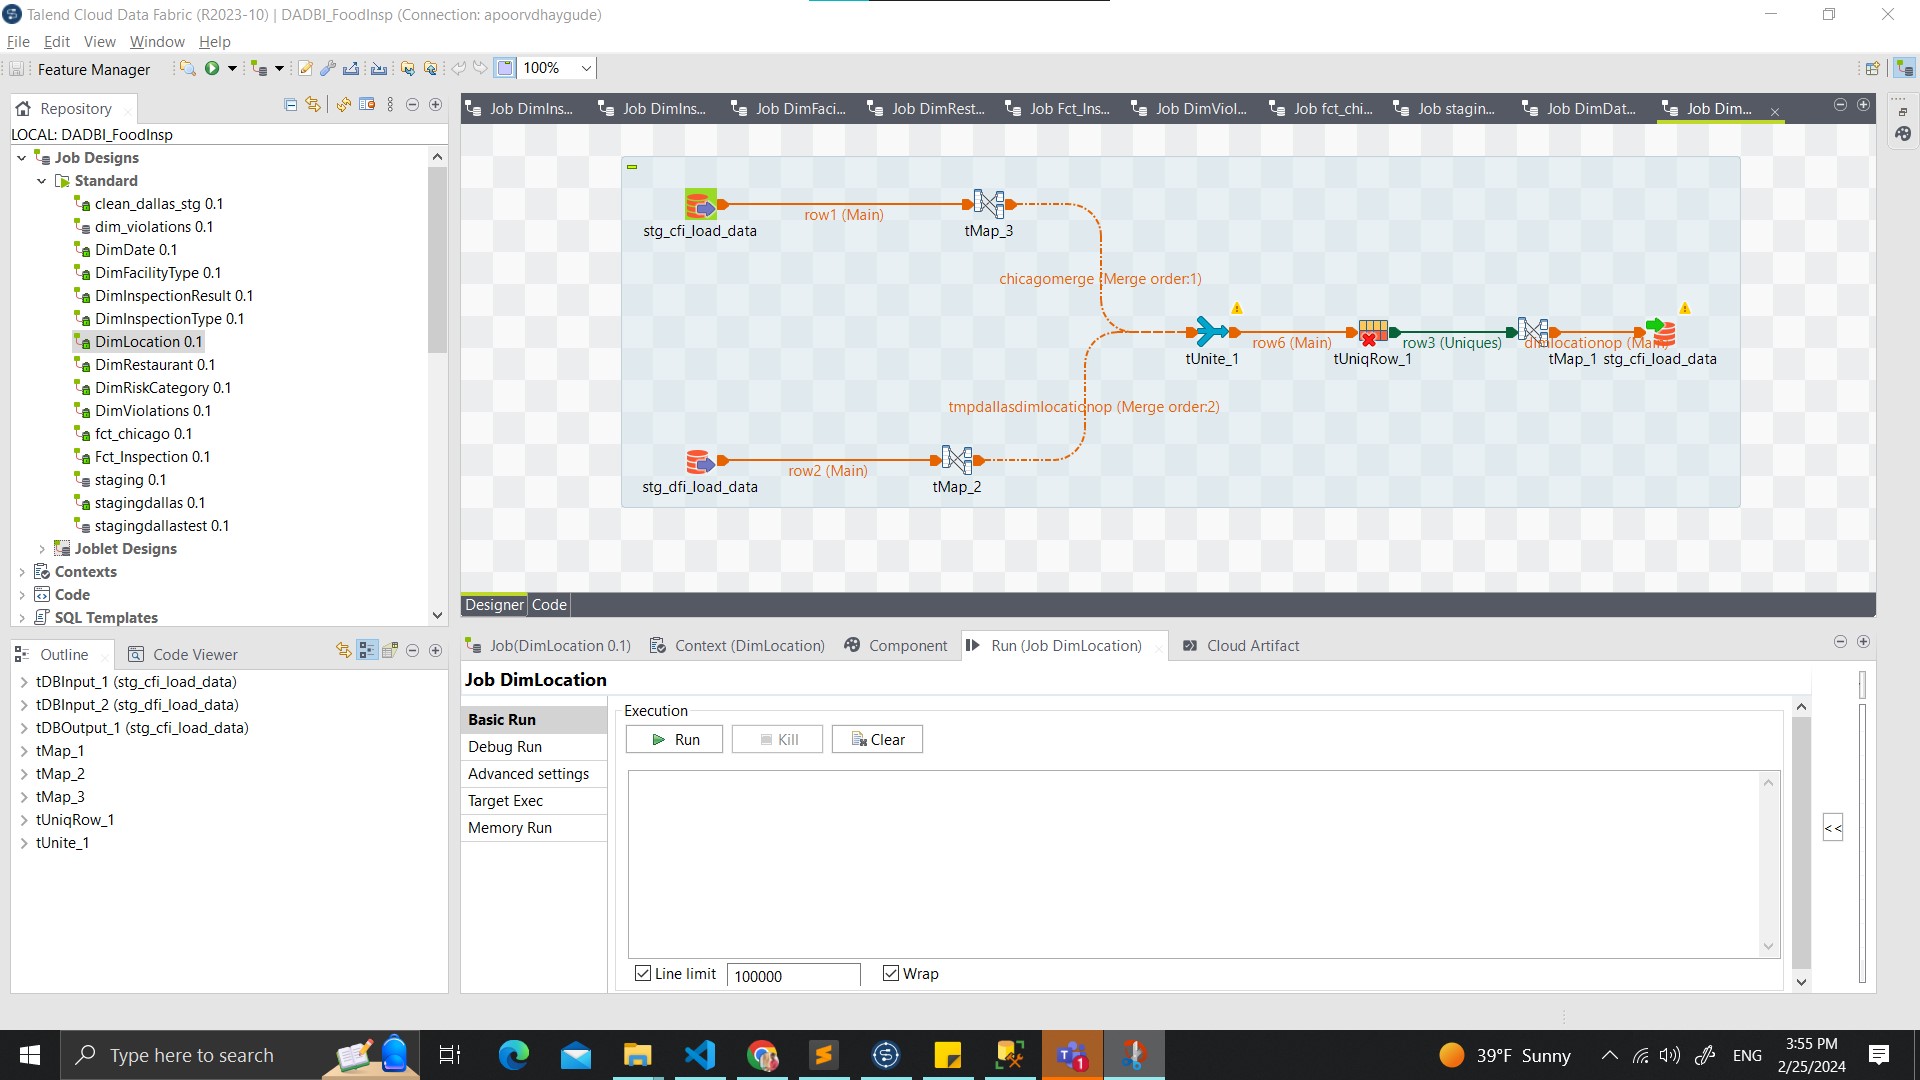 Talend Cloud Data Fabric (R2023-10) | DADBI_FoodInsp (Connection: apoorvdhaygude)
File Edit View Window Help
Feature Manager
100%
Repository
LOCAL: DADBI_FoodInsp
Job Designs
Standard
clean_dallas_stg 0.1
dim_violations 0.1
DimDate 0.1
DimFacilityType 0.1
DimInspectionResult 0.1
DimInspectionType 0.1
DimLocation 0.1
DimRestaurant 0.1
DimRiskCategory 0.1
DimViolations 0.1
fct_chicago 0.1
Fct_Inspection 0.1
staging 0.1
stagingdallas 0.1
stagingdallastest 0.1
Joblet Designs
Contexts
Code
SQL Templates
Job DimIns... Job DimIns... Job DimFaci... Job DimRest... Job Fct_Ins... Job DimViol... Job fct_chi... Job stagin... Job DimDat... Job Dim...
row1 (Main)
stg_cfi_load_data
tMap_3
chicagomerge (Merge order:1)
row6 (Main)
row3 (Uniques)
dimlocationop (Main)
tUnite_1
tUniqRow_1
tMap_1
stg_cfi_load_data
tmpdallasdimlocationop (Merge order:2)
row2 (Main)
stg_dfi_load_data
tMap_2
Designer Code
Outline
Code Viewer
tDBInput_1 (stg_cfi_load_data)
tDBInput_2 (stg_dfi_load_data)
tDBOutput_1 (stg_cfi_load_data)
tMap_1
tMap_2
tMap_3
tUniqRow_1
tUnite_1
Job(DimLocation 0.1) Context (DimLocation) Component Run (Job DimLocation) Cloud Artifact
Job DimLocation
Basic Run
Debug Run
Advanced settings
Target Exec
Memory Run
Execution
Run Kill Clear
<<
Line limit 100000 Wrap
Type here to search
1
39°F Sunny
ENG
3:55 PM
2/25/2024